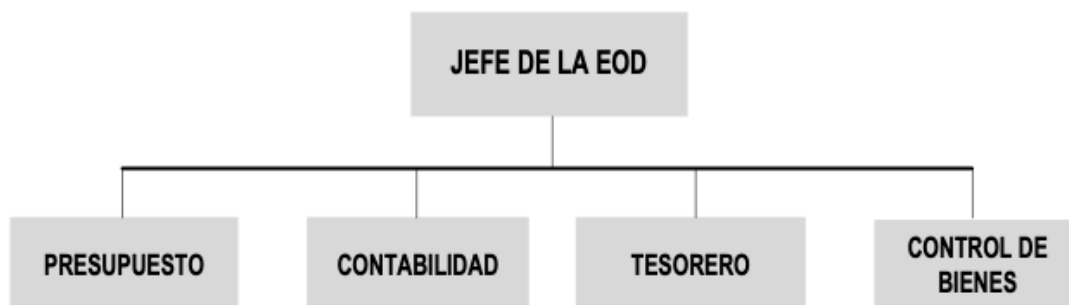 JEFE DE LA EOD
PRESUPUESTO
CONTABILIDAD
TESORERO
CONTROL DE
BIENES